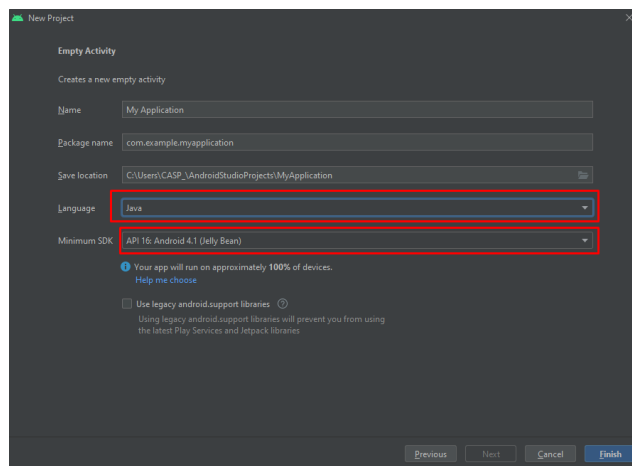 New Project
Empty Activity
Creates a new empty activity
Name My Application
Package name com.example.myapplication
Save location C:\Users\CASP_\AndroidStudioProjects\MyApplication
Language Java
Minimum SDK API 16: Android 4.1 (Jelly Bean)
Your app will run on approximately 100% of devices.
Help me choose
Use legacy android.support libraries ?
Using legacy android.support libraries will prevent you from using
the latest Play Services and Jetpack libraries
Previous Next Cancel Finish